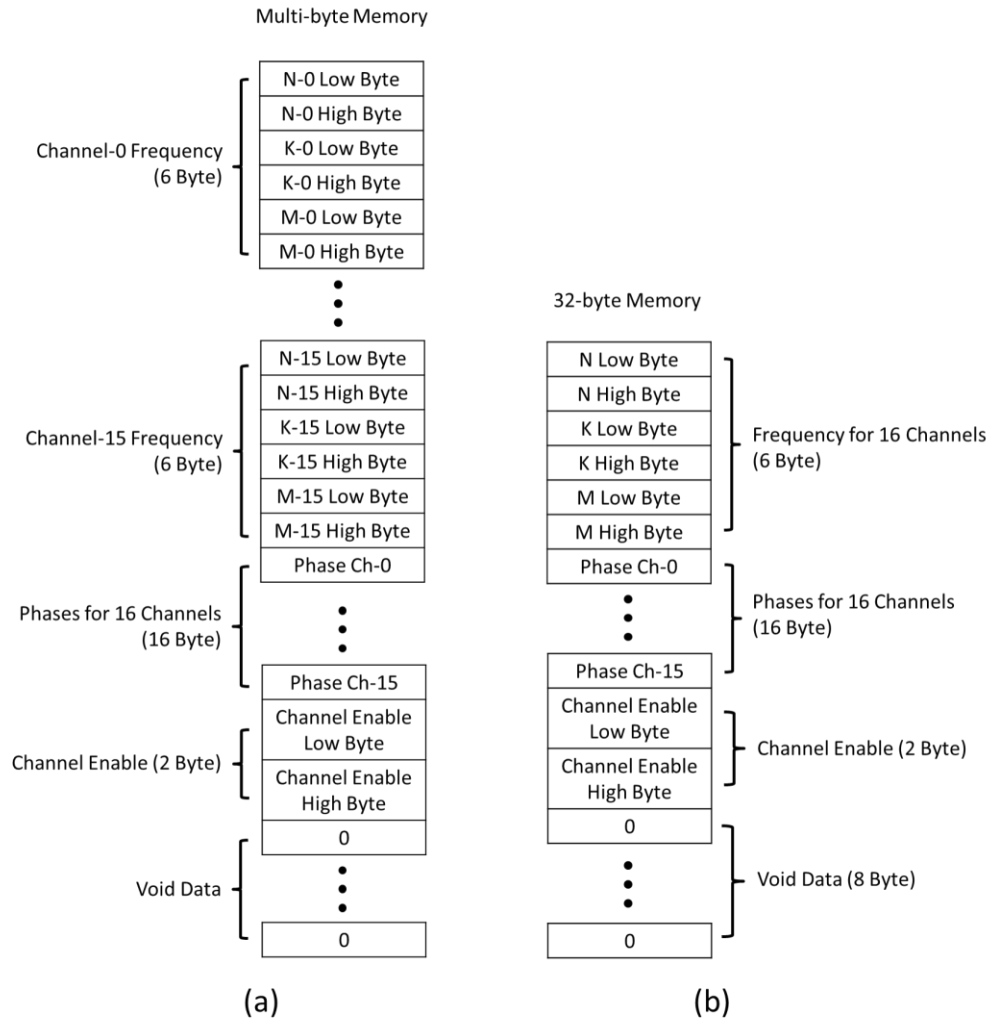 Multi-byte Memory
N-0 Low Byte
N-0 High Byte
K-0 Low Byte
K-0 High Byte
M-0 Low Byte
M-0 High Byte
Channel-0 Frequency
(6 Byte)
N-15 Low Byte
N-15 High Byte
K-15 Low Byte
K-15 High Byte
M-15 Low Byte
M-15 High Byte
Channel-15 Frequency
(6 Byte)
Phase Ch-0
Phase Ch-15
Phases for 16 Channels
(16 Byte)
Channel Enable
Low Byte
Channel Enable
High Byte
Channel Enable (2 Byte)
0
0
Void Data
(a)
32-byte Memory
N Low Byte
N High Byte
K Low Byte
K High Byte
M Low Byte
M High Byte
Frequency for 16 Channels
(6 Byte)
Phase Ch-0
Phase Ch-15
Phases for 16 Channels
(16 Byte)
Channel Enable
Low Byte
Channel Enable
High Byte
Channel Enable (2 Byte)
0
0
Void Data (8 Byte)
(b)